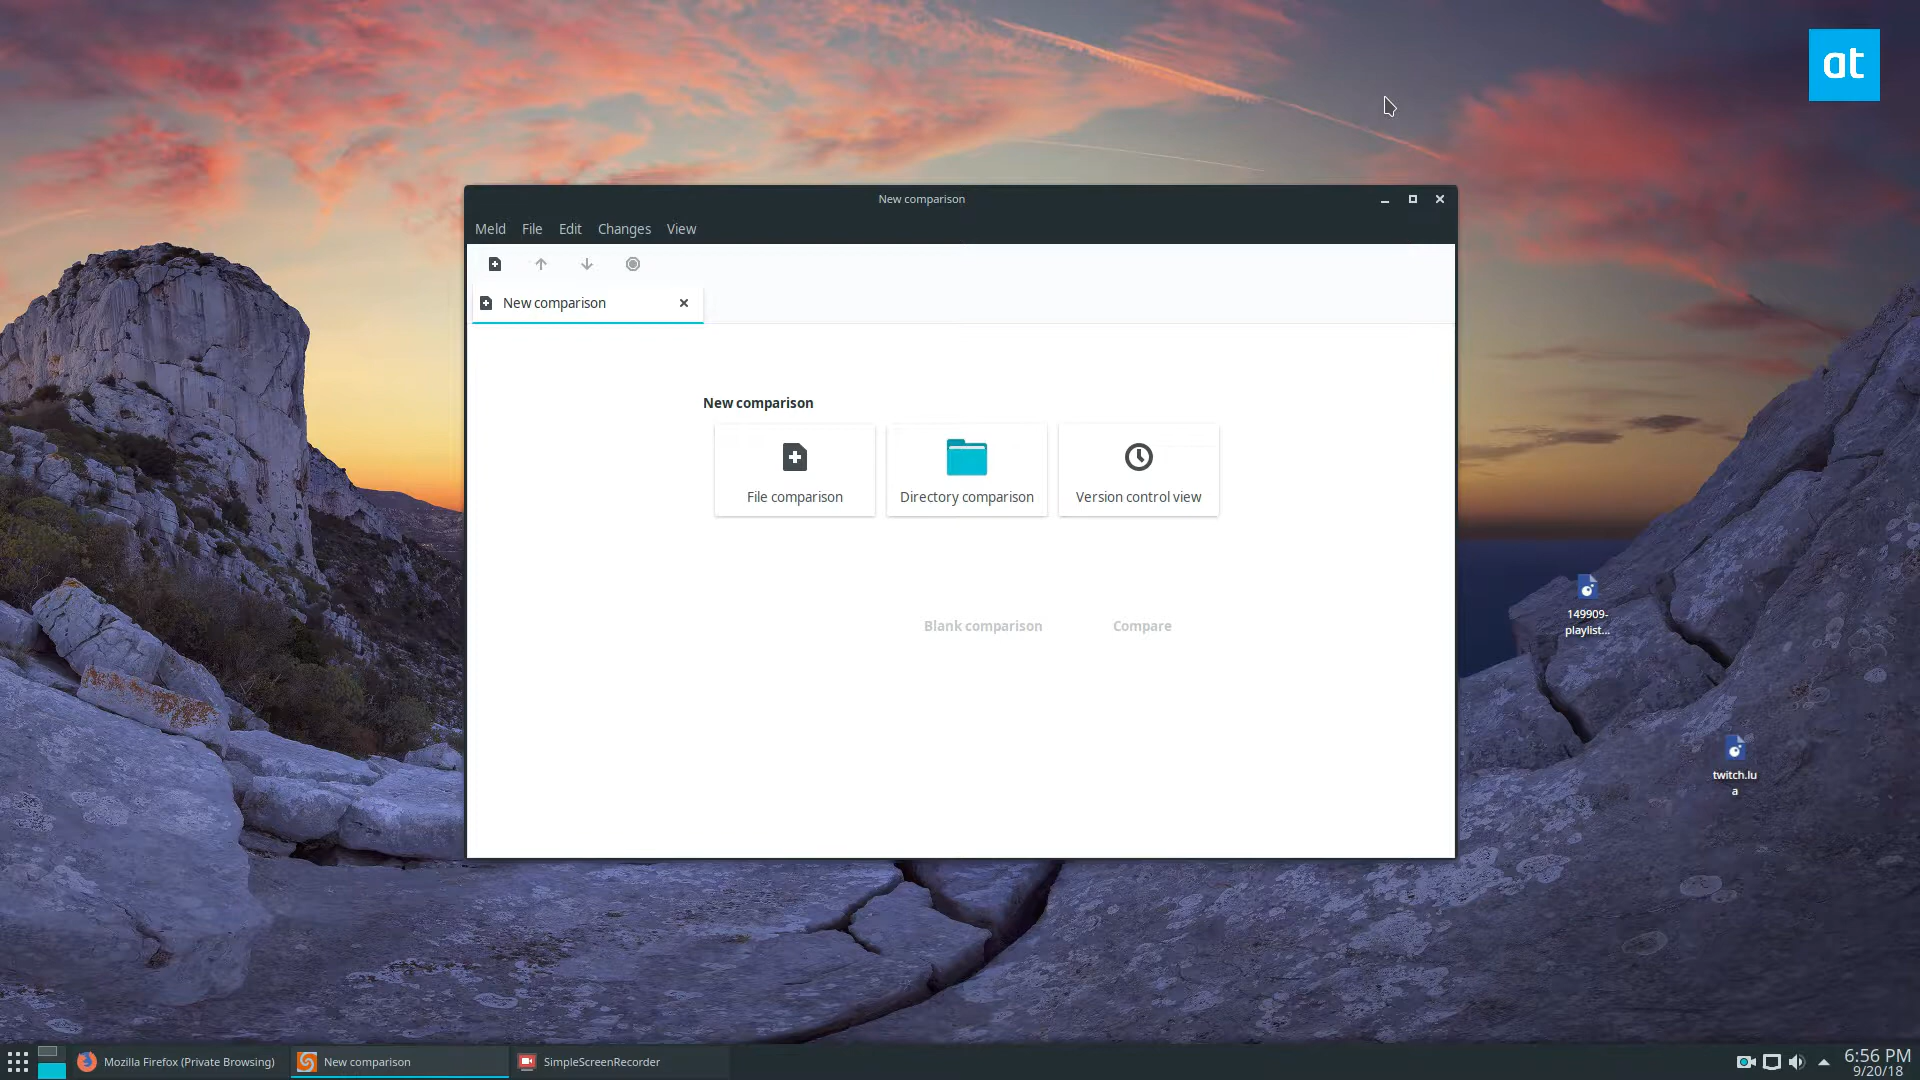 at
New comparison
Meld File Edit Changes View
New comparison
New comparison
File comparison Directory comparison Version control view
Blank comparison Compare
149909-
playlist...
twitch.lu
a
Mozilla Firefox (Private Browsing) New comparison SimpleScreenRecorder 6:56 PM
9/20/18